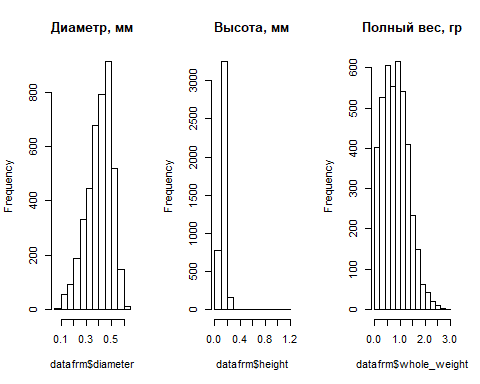 Диаметр, мм
Frequency
0 200 400 600 800
0.1 0.3 0.5
datafrm$diameter
Высота, мм
Frequency
0 500 1000 1500 2000 2500 3000
0.0 0.4 0.8 1.2
datafrm$height
Полный вес, гр
Frequency
0 100 200 300 400 500 600
0.0 1.0 2.0 3.0
datafrm$whole_weight